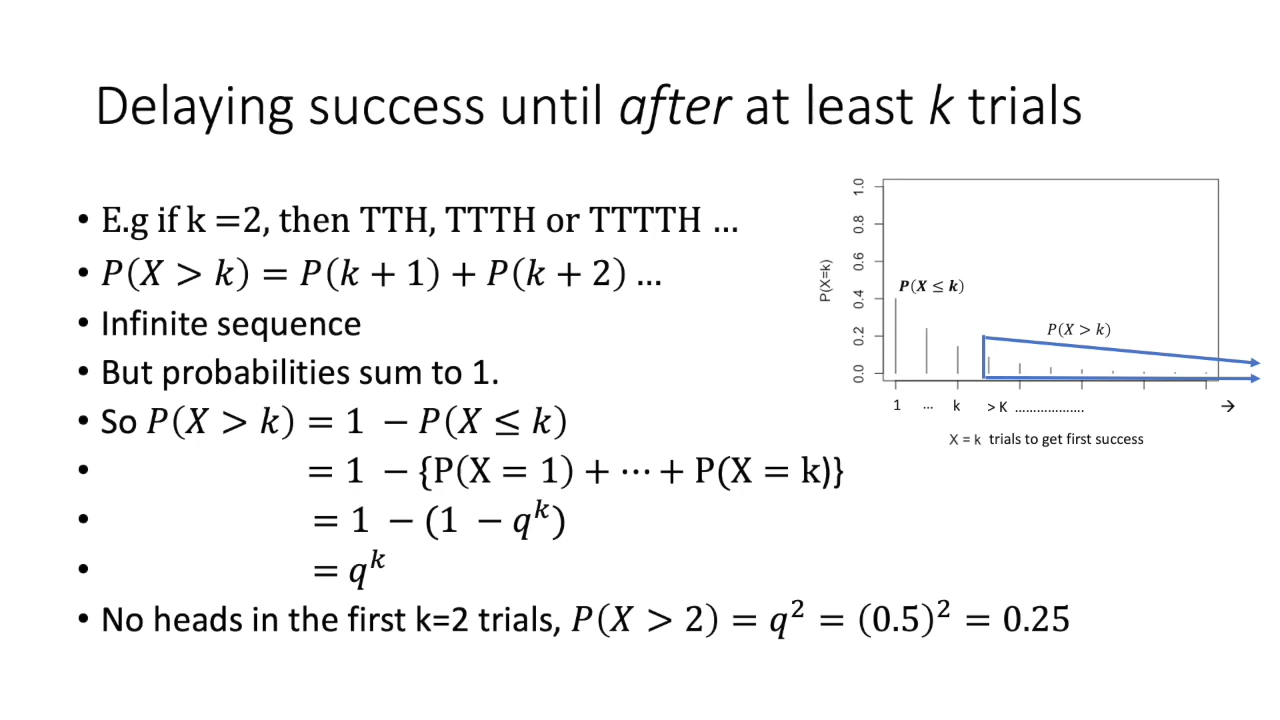 Delaying success until after at least k trials
• E.g if k =2, then TTH, TTTH or TTTTH ...
• P(X > k) = P(k + 1) + P(k + 2) ...
• Infinite sequence
• But probabilities sum to 1.
• So P(X > k) = 1 − P(X ≤ k)
• = 1 − {P(X = 1) + ⋯ + P(X = k)}
• = 1 − (1 − q^k)
• = q^k
• No heads in the first k=2 trials, P(X > 2) = q² = (0.5)² = 0.25
P(X=k)
1.0
0.8
0.6
0.4
0.2
0.0
P(X ≤ k)
P(X > k)
1 ... k > K ................... →
X = k trials to get first success